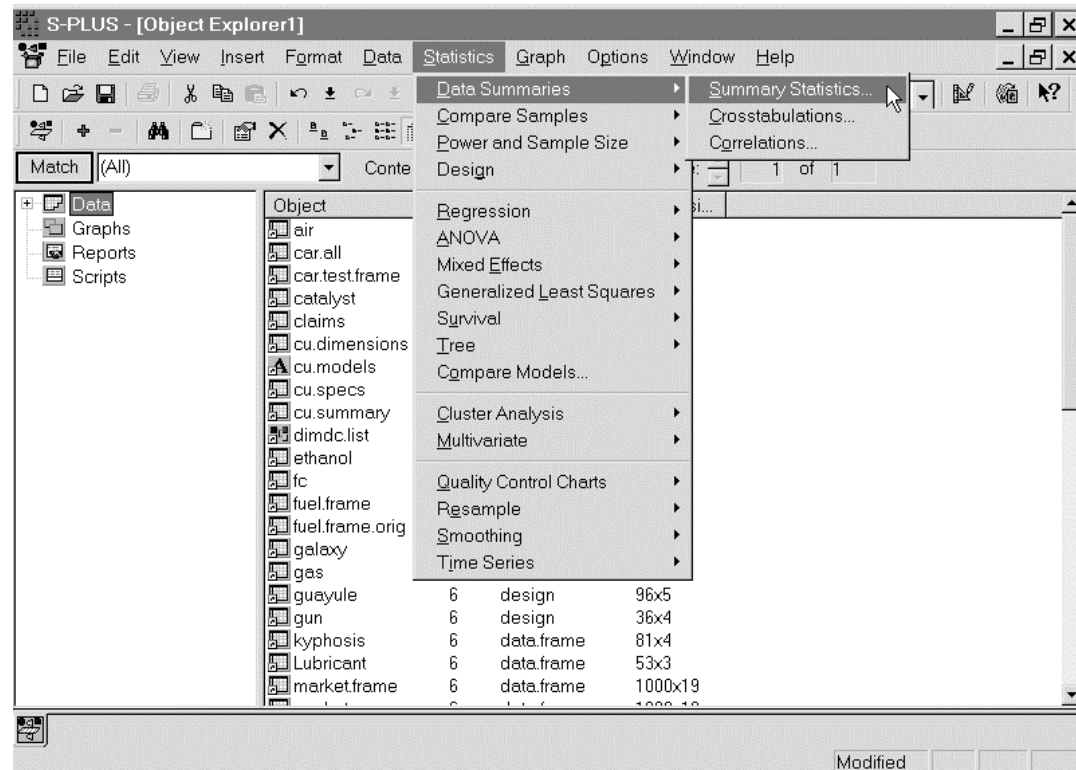 S-PLUS - [Object Explorer1]
File Edit View Insert Format Data Statistics Graph Options Window Help
Match (All) Conte 1 of 1
Data
Graphs
Reports
Scripts
Object
air
car.all
car.test.frame
catalyst
claims
cu.dimensions
cu.models
cu.specs
cu.summary
dimdc.list
ethanol
fc
fuel.frame
fuel.frame.orig
galaxy
gas
guayule 6 design 96x5
gun 6 design 36x4
kyphosis 6 data.frame 81x4
Lubricant 6 data.frame 53x3
market.frame 6 data.frame 1000x19
Data Summaries
Compare Samples
Power and Sample Size
Design
Regression
ANOVA
Mixed Effects
Generalized Least Squares
Survival
Tree
Compare Models...
Cluster Analysis
Multivariate
Quality Control Charts
Resample
Smoothing
Time Series
Summary Statistics...
Crosstabulations...
Correlations...
Modified